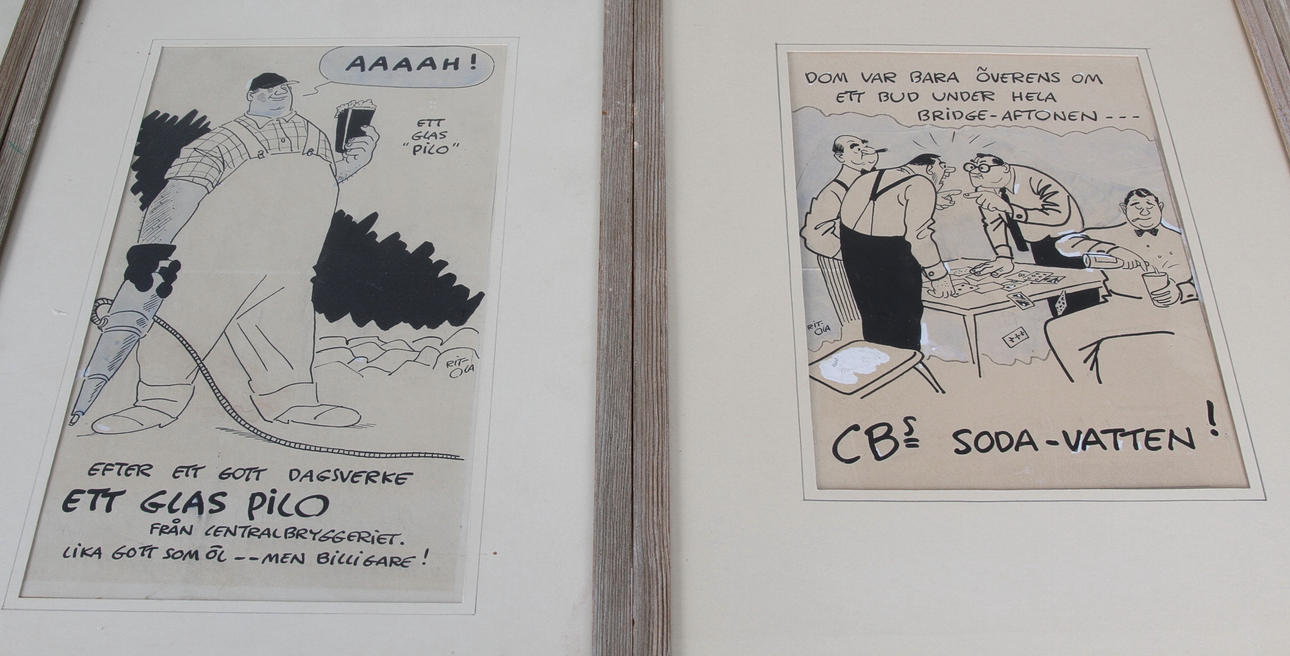 AAAAH!
ETT
GLAS
"PILO"
RIT-
OLA
EFTER ETT GOTT DAGSVERKE
ETT GLAS PILO
FRÅN CENTRALBRYGGERIET.
LIKA GOTT SOM ÖL -- MEN BILLIGARE!
DOM VAR BARA ÖVERENS OM
ETT BUD UNDER HELA
BRIDGE-AFTONEN ---
RIT-
OLA
CBS SODA-VATTEN!